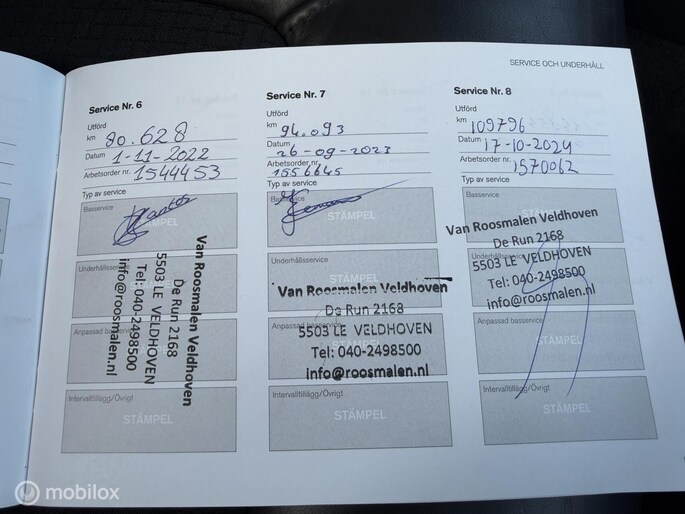 SERVICE OCH UNDERHÅLL
Service Nr. 6
Utförd
km 80.628
Datum 1-11-2022
Arbetsorder nr. 1544453
Typ av service
Basservice
Underhållsservice
Anpassad basservice
Intervalltillägg/Övrigt
STÄMPEL
Van Roosmalen Veldhoven
De Run 2168
5503 LE VELDHOVEN
Tel: 040-2498500
info@roosmalen.nl
Service Nr. 7
Utförd
km 94.093
Datum 26-09-2023
Arbetsorder nr. 1556645
Typ av service
Basservice
STÄMPEL
Underhållsservice
Van Roosmalen Veldhoven
De Run 2168
Anpassad basservice
5503 LE VELDHOVEN
Tel: 040-2498500
info@roosmalen.nl
Intervalltillägg/Övrigt
STÄMPEL
Service Nr. 8
Utförd
km 109796
Datum 17-10-2024
Arbetsorder nr. 1570062
Typ av service
Basservice
Van Roosmalen Veldhoven
De Run 2168
Underhållsservice
5503 LE VELDHOVEN
Tel: 040-2498500
info@roosmalen.nl
Anpassad basservice
STÄMPEL
Intervalltillägg/Övrigt
STÄMPEL
mobilox